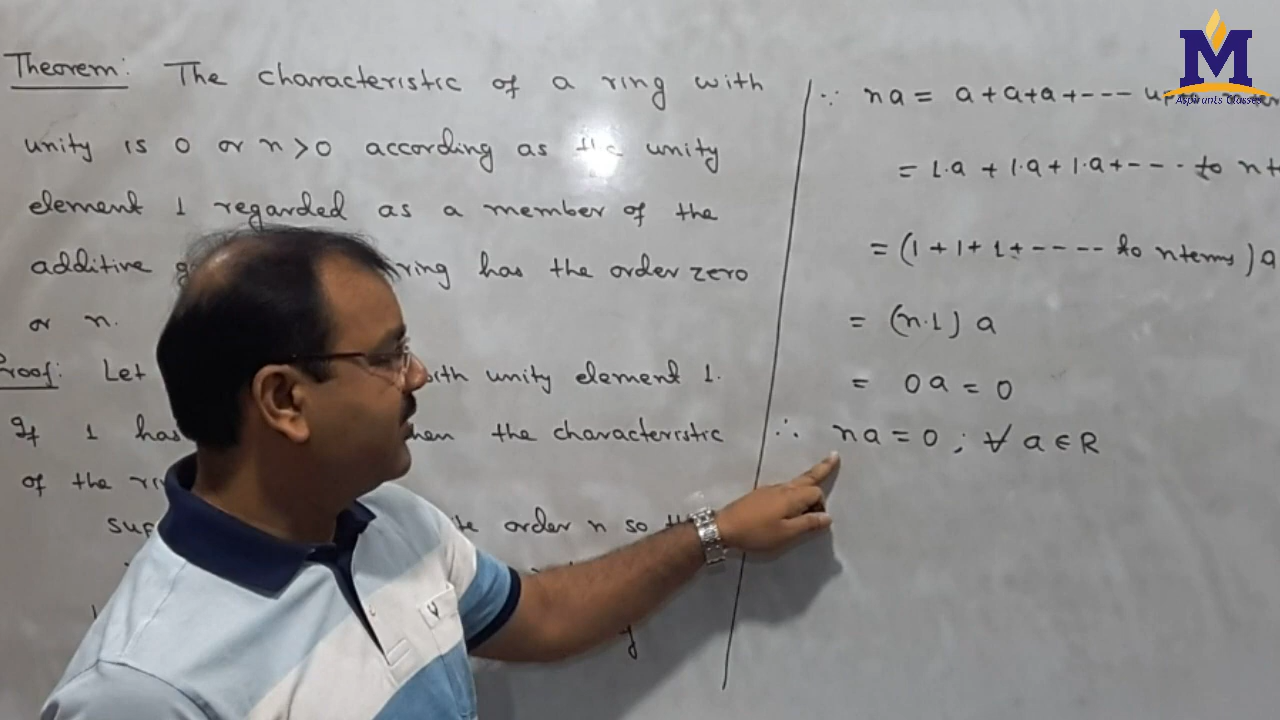 Theorem: The characteristic of a ring with
unity is 0 or n>0 according as the unity
element 1 regarded as a member of the
additive ring has the order zero
or n.
Proof: Let with unity element 1.
If 1 has then the characteristic
of the
order n so
∵ na = a+a+a+---
= 1.a + 1.a + 1.a + --- to n
= (1+1+1+---- to n terms) a
= (n.1) a
= 0a = 0
∴ na = 0 ; ∀ a ∈ R
M
Aspirants Classes